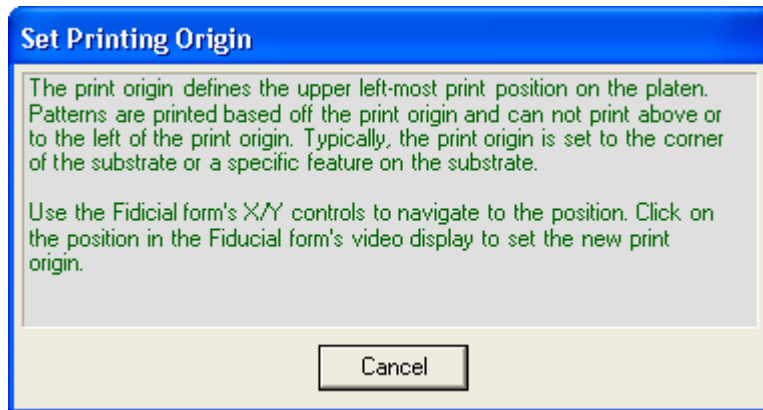 Set Printing Origin
The print origin defines the upper left-most print position on the platen.
Patterns are printed based off the print origin and can not print above or
to the left of the print origin. Typically, the print origin is set to the corner
of the substrate or a specific feature on the substrate.
Use the Fidicial form's X/Y controls to navigate to the position. Click on
the position in the Fiducial form's video display to set the new print
origin.
Cancel